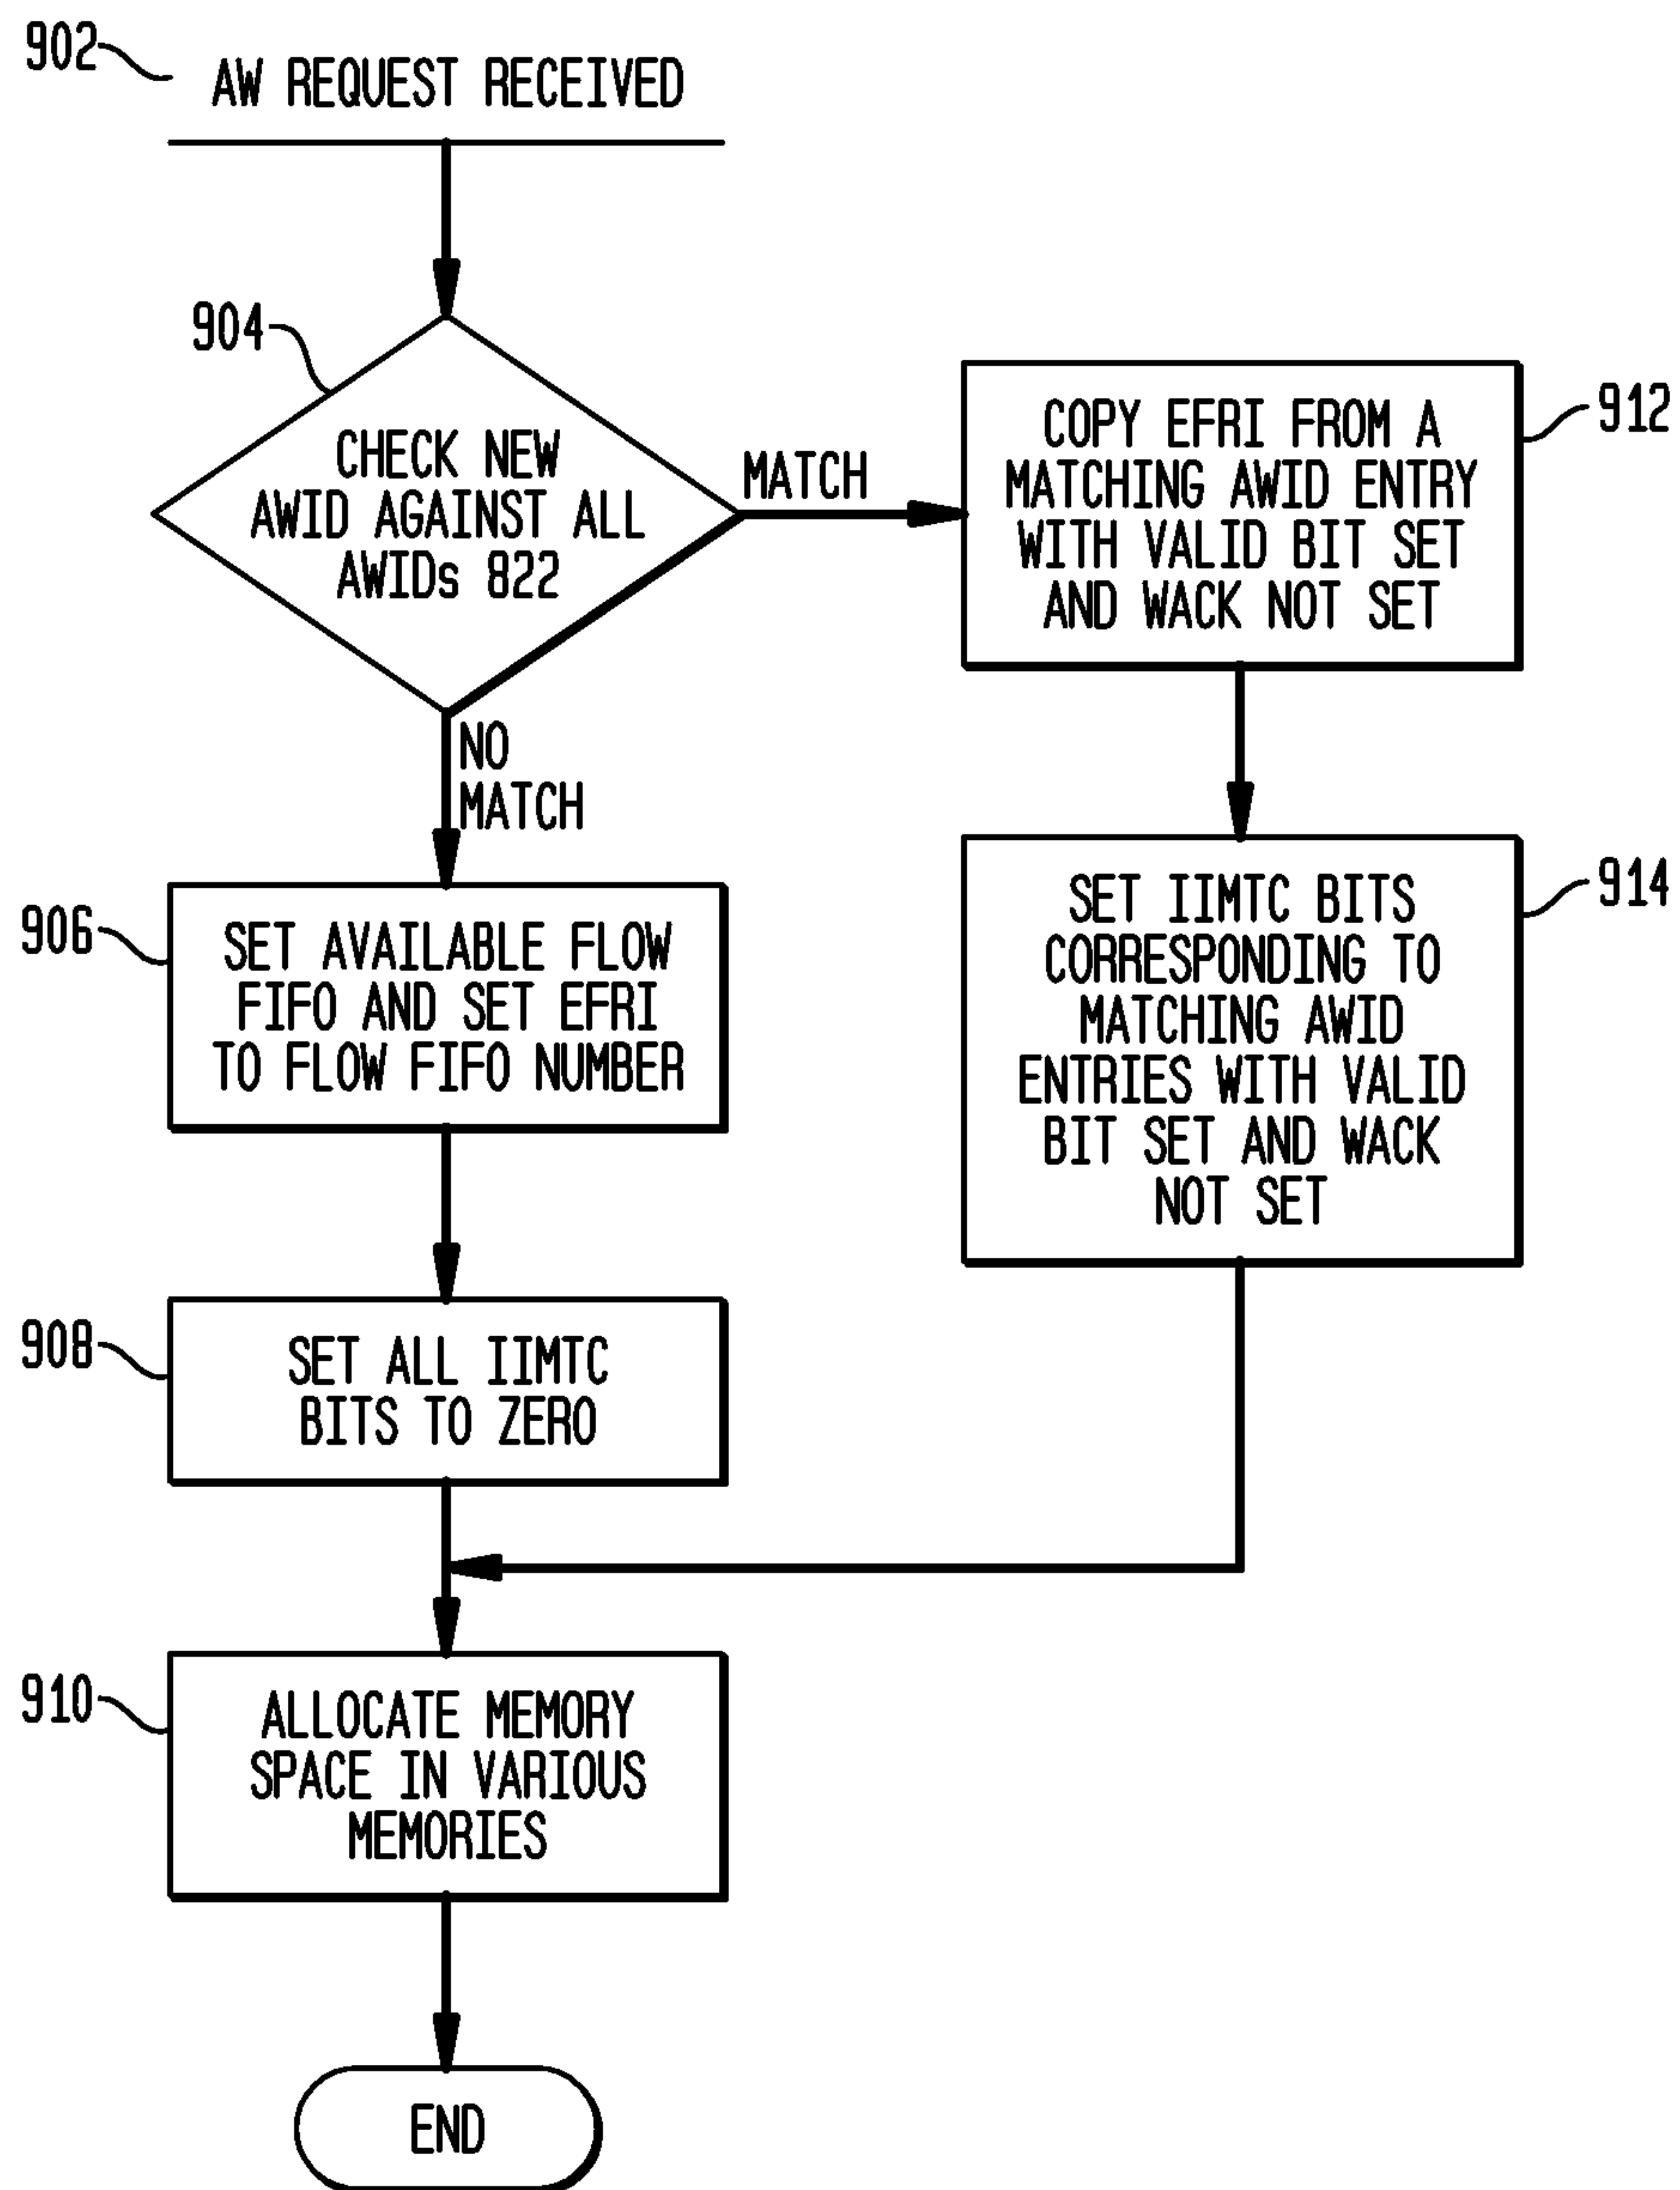 902
AW REQUEST RECEIVED
904
CHECK NEW
AWID AGAINST ALL
AWIDs 822
MATCH
NO
MATCH
912
COPY EFRI FROM A
MATCHING AWID ENTRY
WITH VALID BIT SET
AND WACK NOT SET
914
SET IIMTC BITS
CORRESPONDING TO
MATCHING AWID
ENTRIES WITH VALID
BIT SET AND WACK
NOT SET
906
SET AVAILABLE FLOW
FIFO AND SET EFRI
TO FLOW FIFO NUMBER
908
SET ALL IIMTC
BITS TO ZERO
910
ALLOCATE MEMORY
SPACE IN VARIOUS
MEMORIES
END